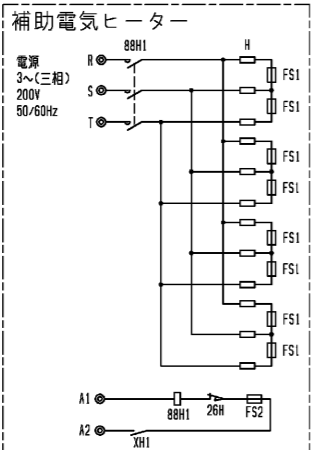 補助電気ヒーター
88H1
H
電源
3~(三相)
200V
50/60Hz
R
S
T
FS1
FS1
FS1
FS1
FS1
FS1
FS1
FS1
A1
88H1
26H
FS2
A2
XH1